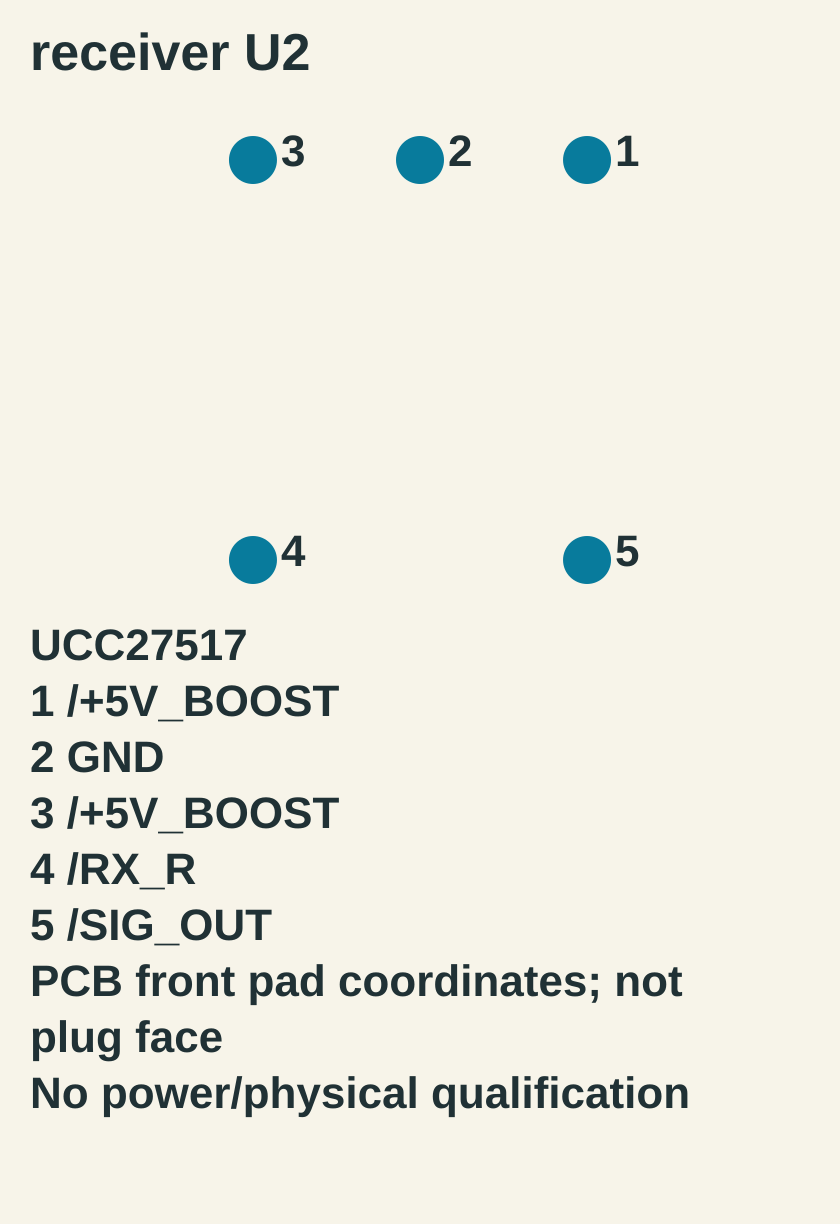 receiver U2
3 2 1
4 5
UCC27517
1 /+5V_BOOST
2 GND
3 /+5V_BOOST
4 /RX_R
5 /SIG_OUT
PCB front pad coordinates; not
plug face
No power/physical qualification